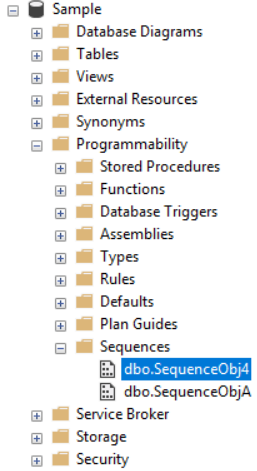 Sample
Database Diagrams
Tables
Views
External Resources
Synonyms
Programmability
Stored Procedures
Functions
Database Triggers
Assemblies
Types
Rules
Defaults
Plan Guides
Sequences
dbo.SequenceObj4
dbo.SequenceObjA
Service Broker
Storage
Security